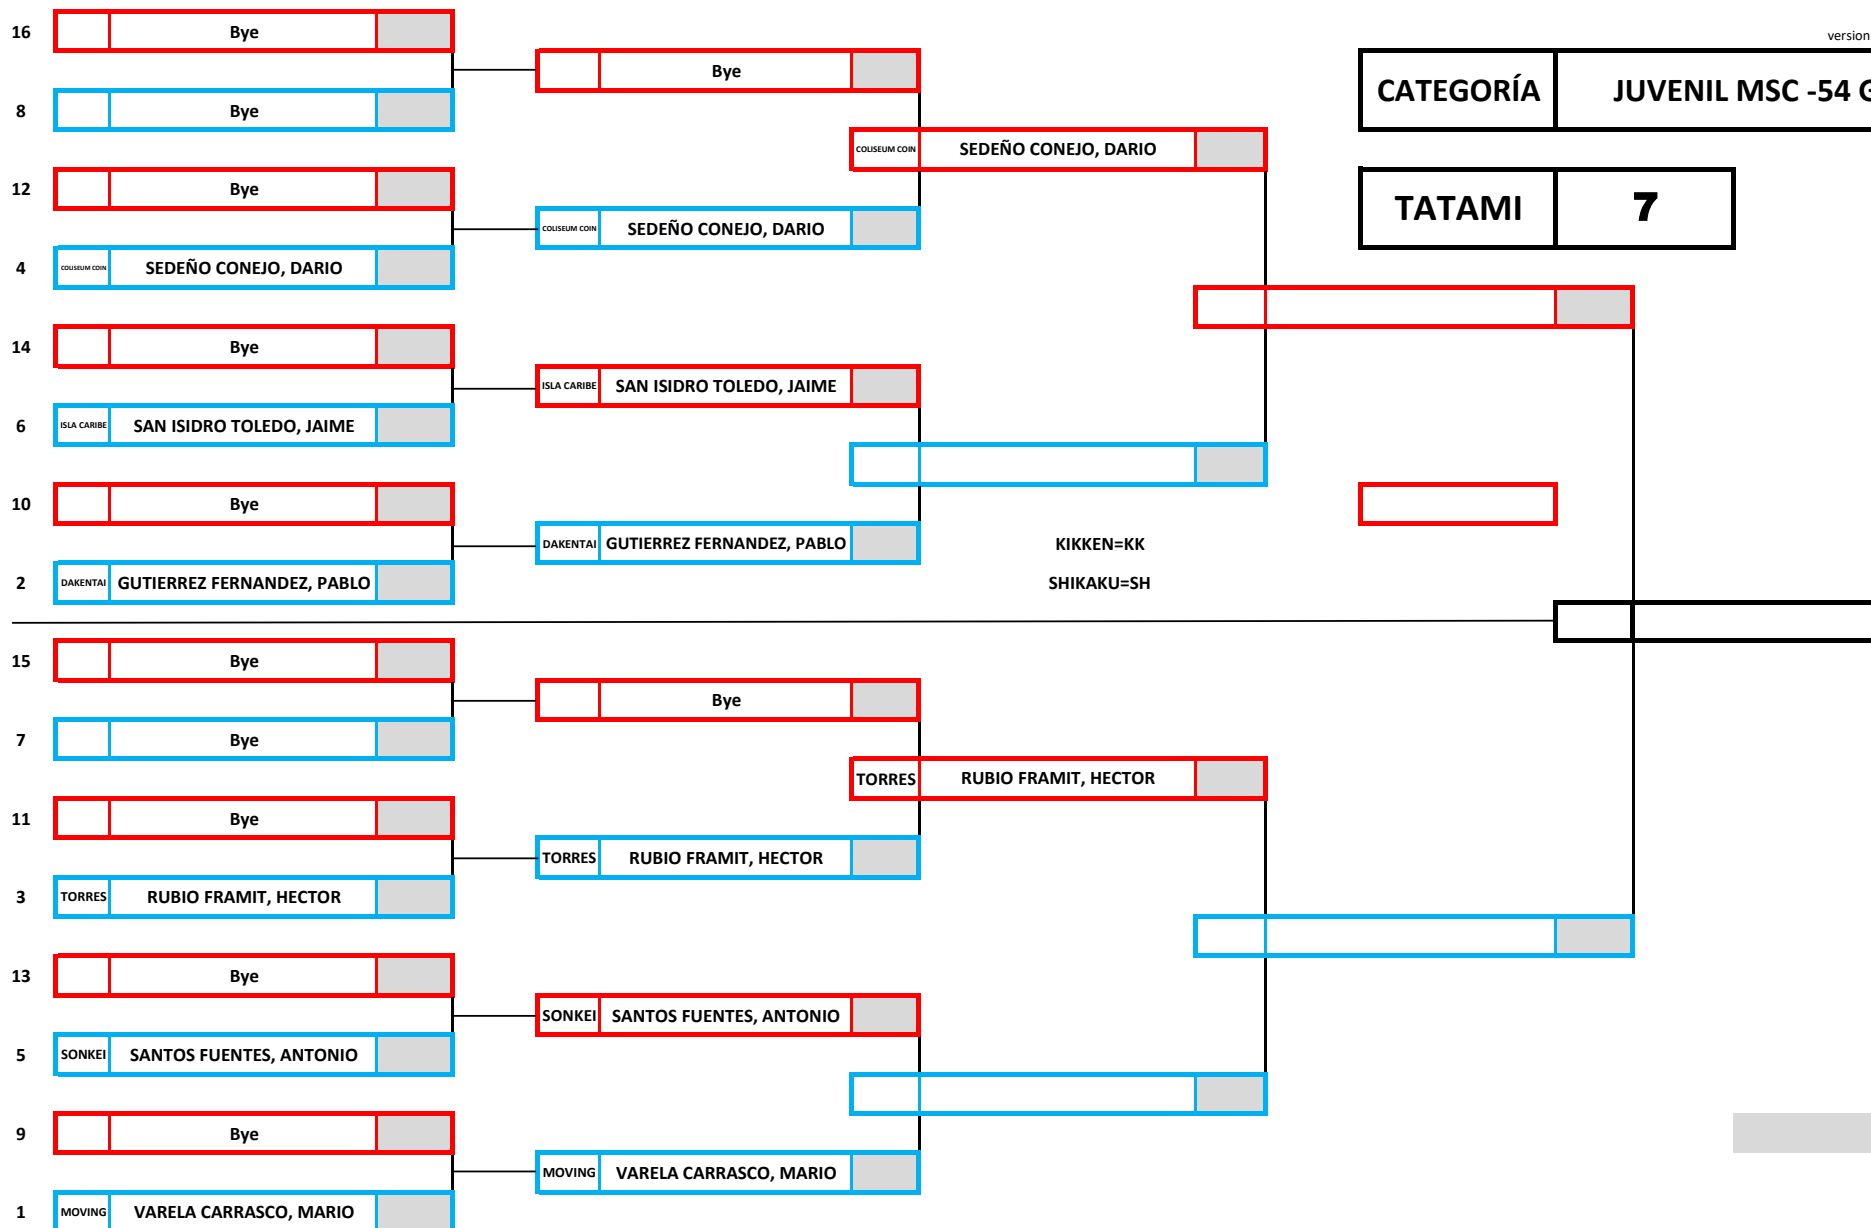 version
CATEGORÍA JUVENIL MSC -54 G
TATAMI 7
16 Bye
8 Bye
12 Bye
4 COLISEUM COIN SEDEÑO CONEJO, DARIO
14 Bye
6 ISLA CARIBE SAN ISIDRO TOLEDO, JAIME
10 Bye
2 DAKENTAI GUTIERREZ FERNANDEZ, PABLO
15 Bye
7 Bye
11 Bye
3 TORRES RUBIO FRAMIT, HECTOR
13 Bye
5 SONKEI SANTOS FUENTES, ANTONIO
9 Bye
1 MOVING VARELA CARRASCO, MARIO
Bye
COLISEUM COIN SEDEÑO CONEJO, DARIO
ISLA CARIBE SAN ISIDRO TOLEDO, JAIME
DAKENTAI GUTIERREZ FERNANDEZ, PABLO
Bye
TORRES RUBIO FRAMIT, HECTOR
SONKEI SANTOS FUENTES, ANTONIO
MOVING VARELA CARRASCO, MARIO
COLISEUM COIN SEDEÑO CONEJO, DARIO
KIKKEN=KK
SHIKAKU=SH
TORRES RUBIO FRAMIT, HECTOR